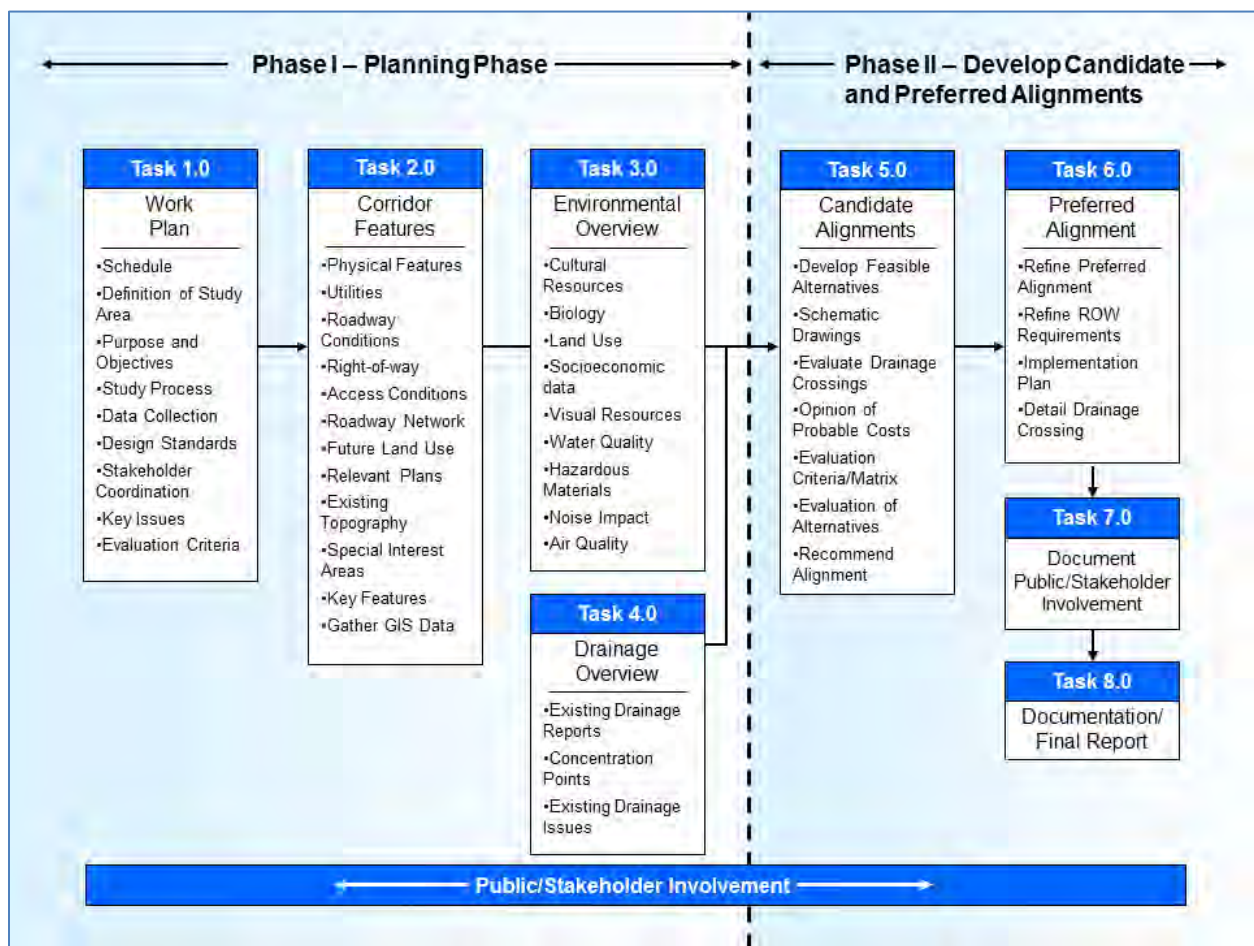 Phase I – Planning Phase
Phase II – Develop Candidate
and Preferred Alignments
Task 1.0
Work
Plan
•Schedule
•Definition of Study
Area
•Purpose and
Objectives
•Study Process
•Data Collection
•Design Standards
•Stakeholder
Coordination
•Key Issues
•Evaluation Criteria
Task 2.0
Corridor
Features
•Physical Features
•Utilities
•Roadway
Conditions
•Right-of-way
•Access Conditions
•Roadway Network
•Future Land Use
•Relevant Plans
•Existing
Topography
•Special Interest
Areas
•Key Features
•Gather GIS Data
Task 3.0
Environmental
Overview
•Cultural
Resources
•Biology
•Land Use
•Socioeconomic
data
•Visual Resources
•Water Quality
•Hazardous
Materials
•Noise Impact
•Air Quality
Task 4.0
Drainage
Overview
•Existing Drainage
Reports
•Concentration
Points
•Existing Drainage
Issues
Task 5.0
Candidate
Alignments
•Develop Feasible
Alternatives
•Schematic
Drawings
•Evaluate Drainage
Crossings
•Opinion of
Probable Costs
•Evaluation
Criteria/Matrix
•Evaluation of
Alternatives
•Recommend
Alignment
Task 6.0
Preferred
Alignment
•Refine Preferred
Alignment
•Refine ROW
Requirements
•Implementation
Plan
•Detail Drainage
Crossing
Task 7.0
Document
Public/Stakeholder
Involvement
Task 8.0
Documentation/
Final Report
Public/Stakeholder Involvement